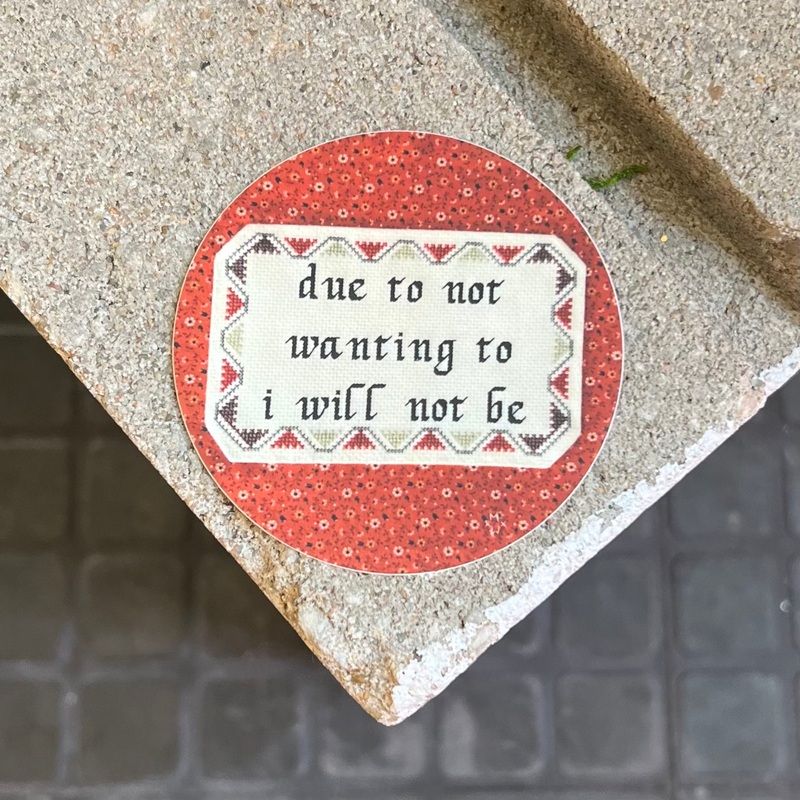 due to not
wanting to
i will not be